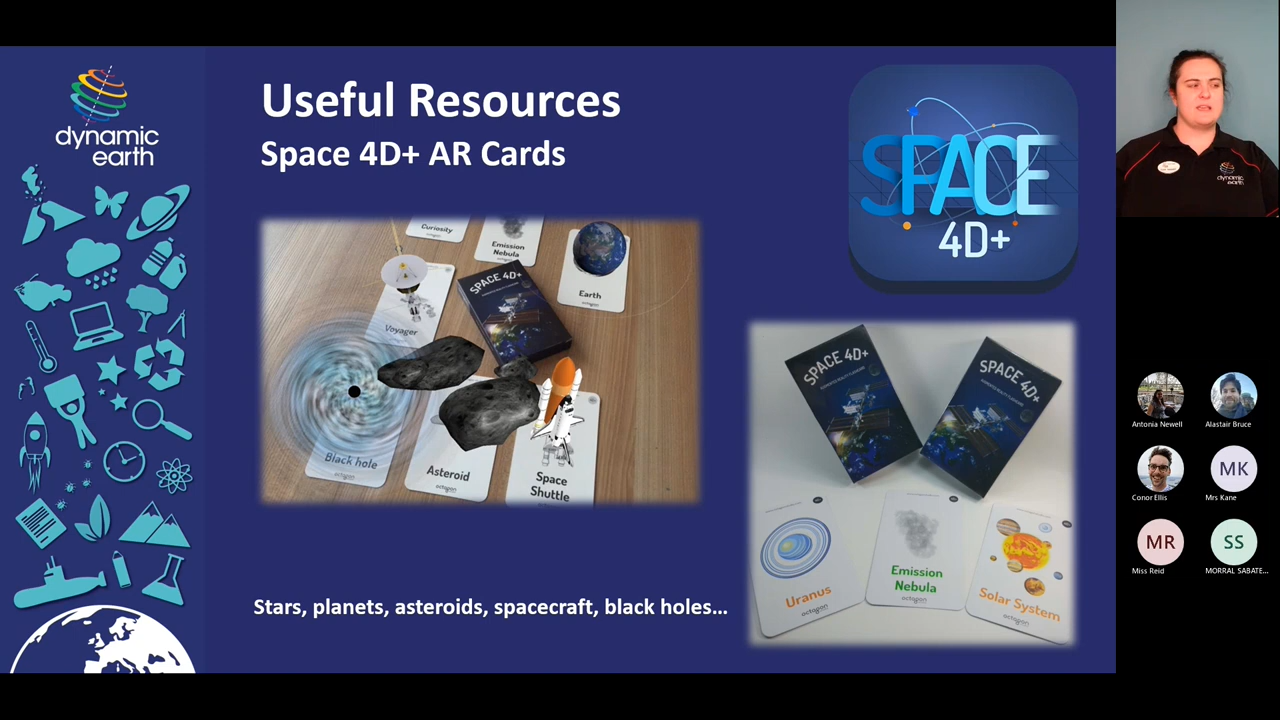 dynamic
earth
Useful Resources
Space 4D+ AR Cards
SPACE
4D+
Curiosity
Emission
Nebula
Earth
SPACE 4D+
Voyager
Black hole
octagon
Asteroid
octagon
Space
Shuttle
SPACE 4D+
SPACE 4D+
Uranus
octagon
Emission
Nebula
octagon
Solar System
octagon
Stars, planets, asteroids, spacecraft, black holes...
dynamic
earth
Antonia Newell
Alastair Bruce
Conor Ellis
MK
Mrs Kane
MR
Miss Reid
SS
MORRAL SABATE...